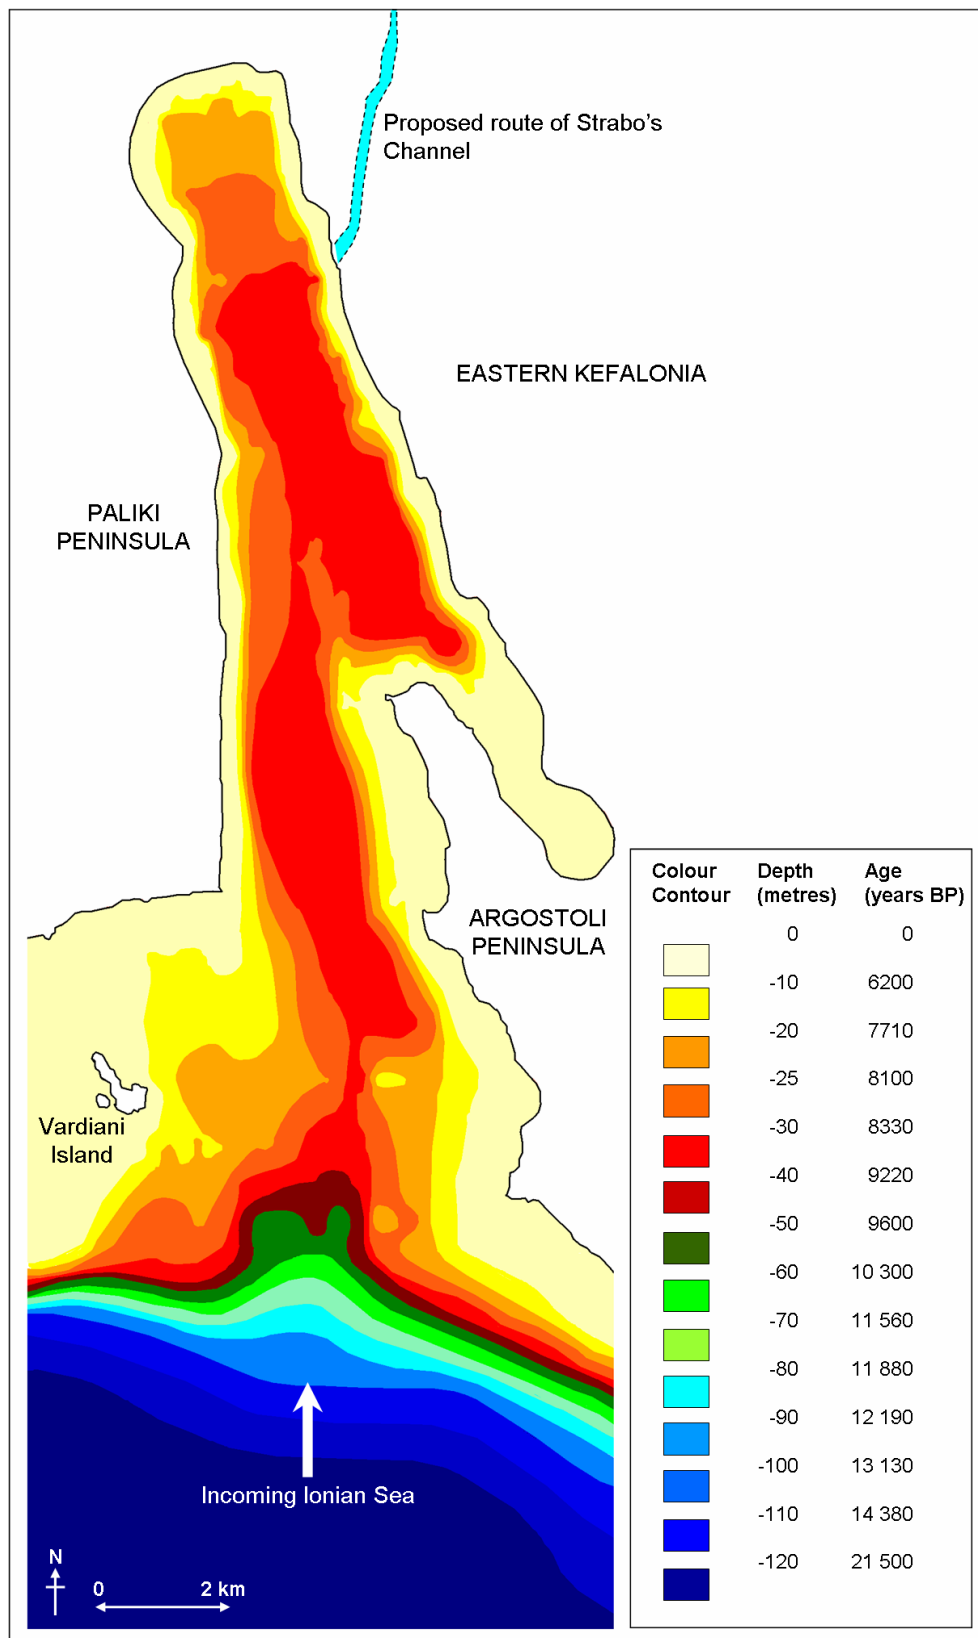 Proposed route of Strabo's
Channel
EASTERN KEFALONIA
PALIKI
PENINSULA
ARGOSTOLI
PENINSULA
Vardiani
Island
Incoming Ionian Sea
N
0 2 km
Colour Depth Age
Contour (metres) (years BP)
0 0
-10 6200
-20 7710
-25 8100
-30 8330
-40 9220
-50 9600
-60 10 300
-70 11 560
-80 11 880
-90 12 190
-100 13 130
-110 14 380
-120 21 500